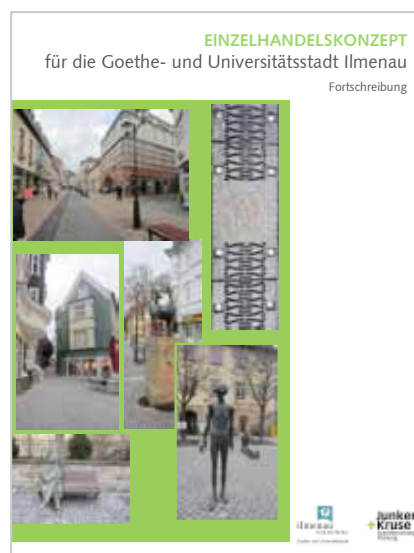 EINZELHANDELSKONZEPT
für die Goethe- und Universitätsstadt Ilmenau
Fortschreibung
ilmenau
Junker
+Kruse